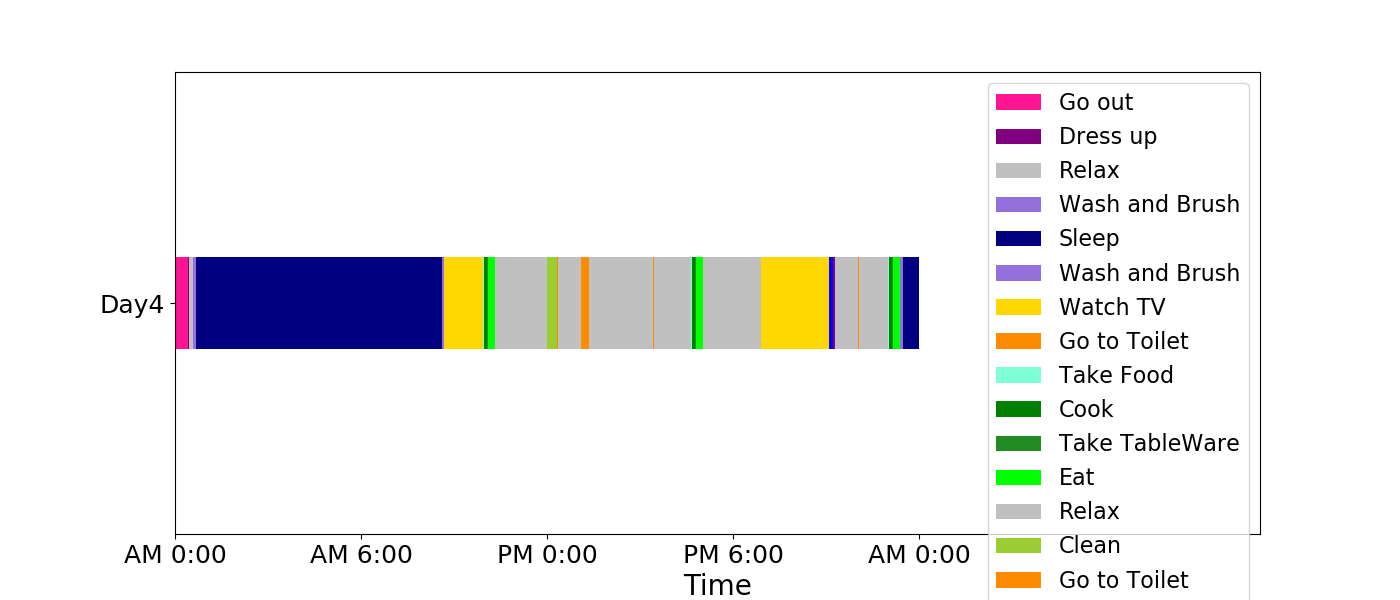 Go out
Dress up
Relax
Wash and Brush
Sleep
Wash and Brush
Watch TV
Go to Toilet
Take Food
Cook
Take TableWare
Eat
Relax
Clean
Go to Toilet
Day4
AM 0:00 AM 6:00 PM 0:00 PM 6:00 AM 0:00
Time